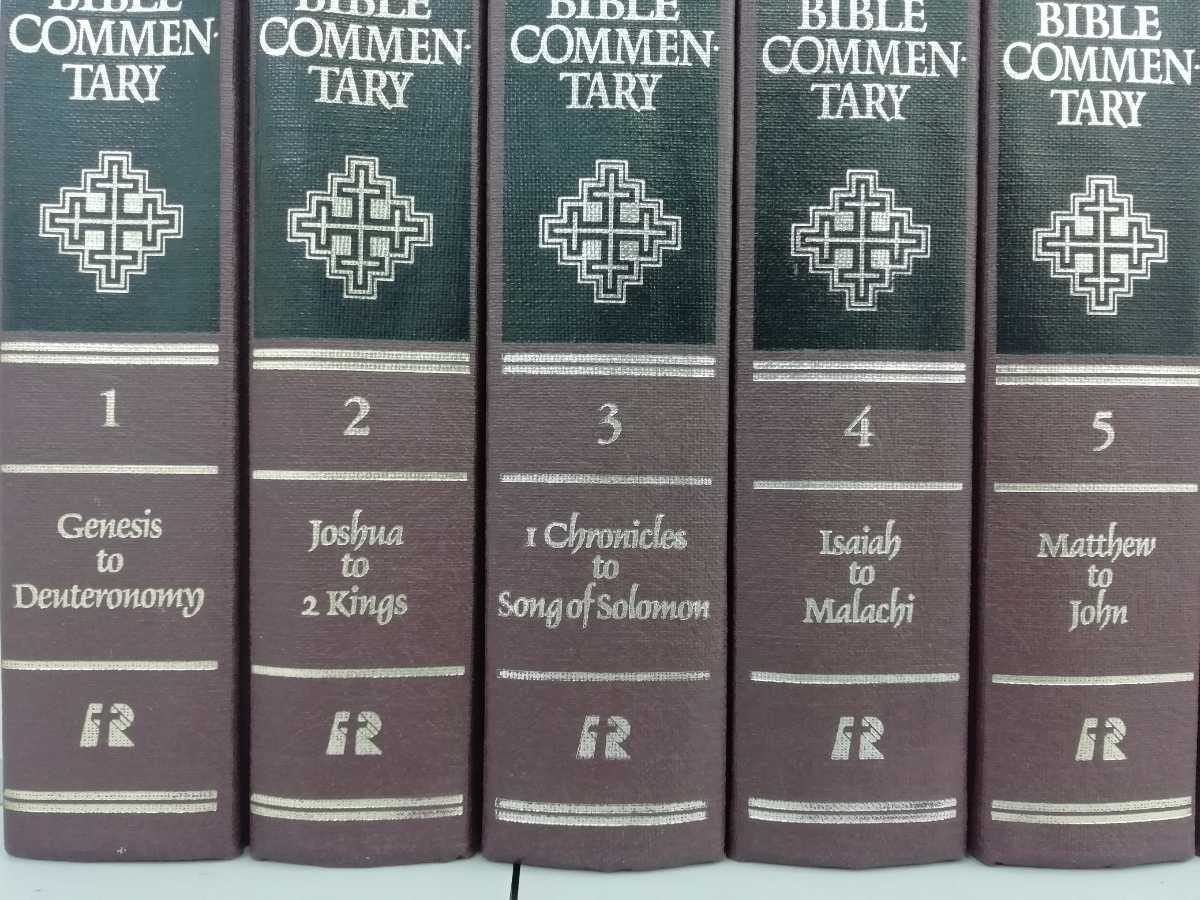 BIBLE
COMMEN-
TARY
1
Genesis
to
Deuteronomy
BIBLE
COMMEN-
TARY
2
Joshua
to
2 Kings
BIBLE
COMMEN-
TARY
3
1 Chronicles
to
Song of Solomon
BIBLE
COMMEN-
TARY
4
Isaiah
to
Malachi
BIBLE
COMMEN-
TARY
5
Matthew
to
John